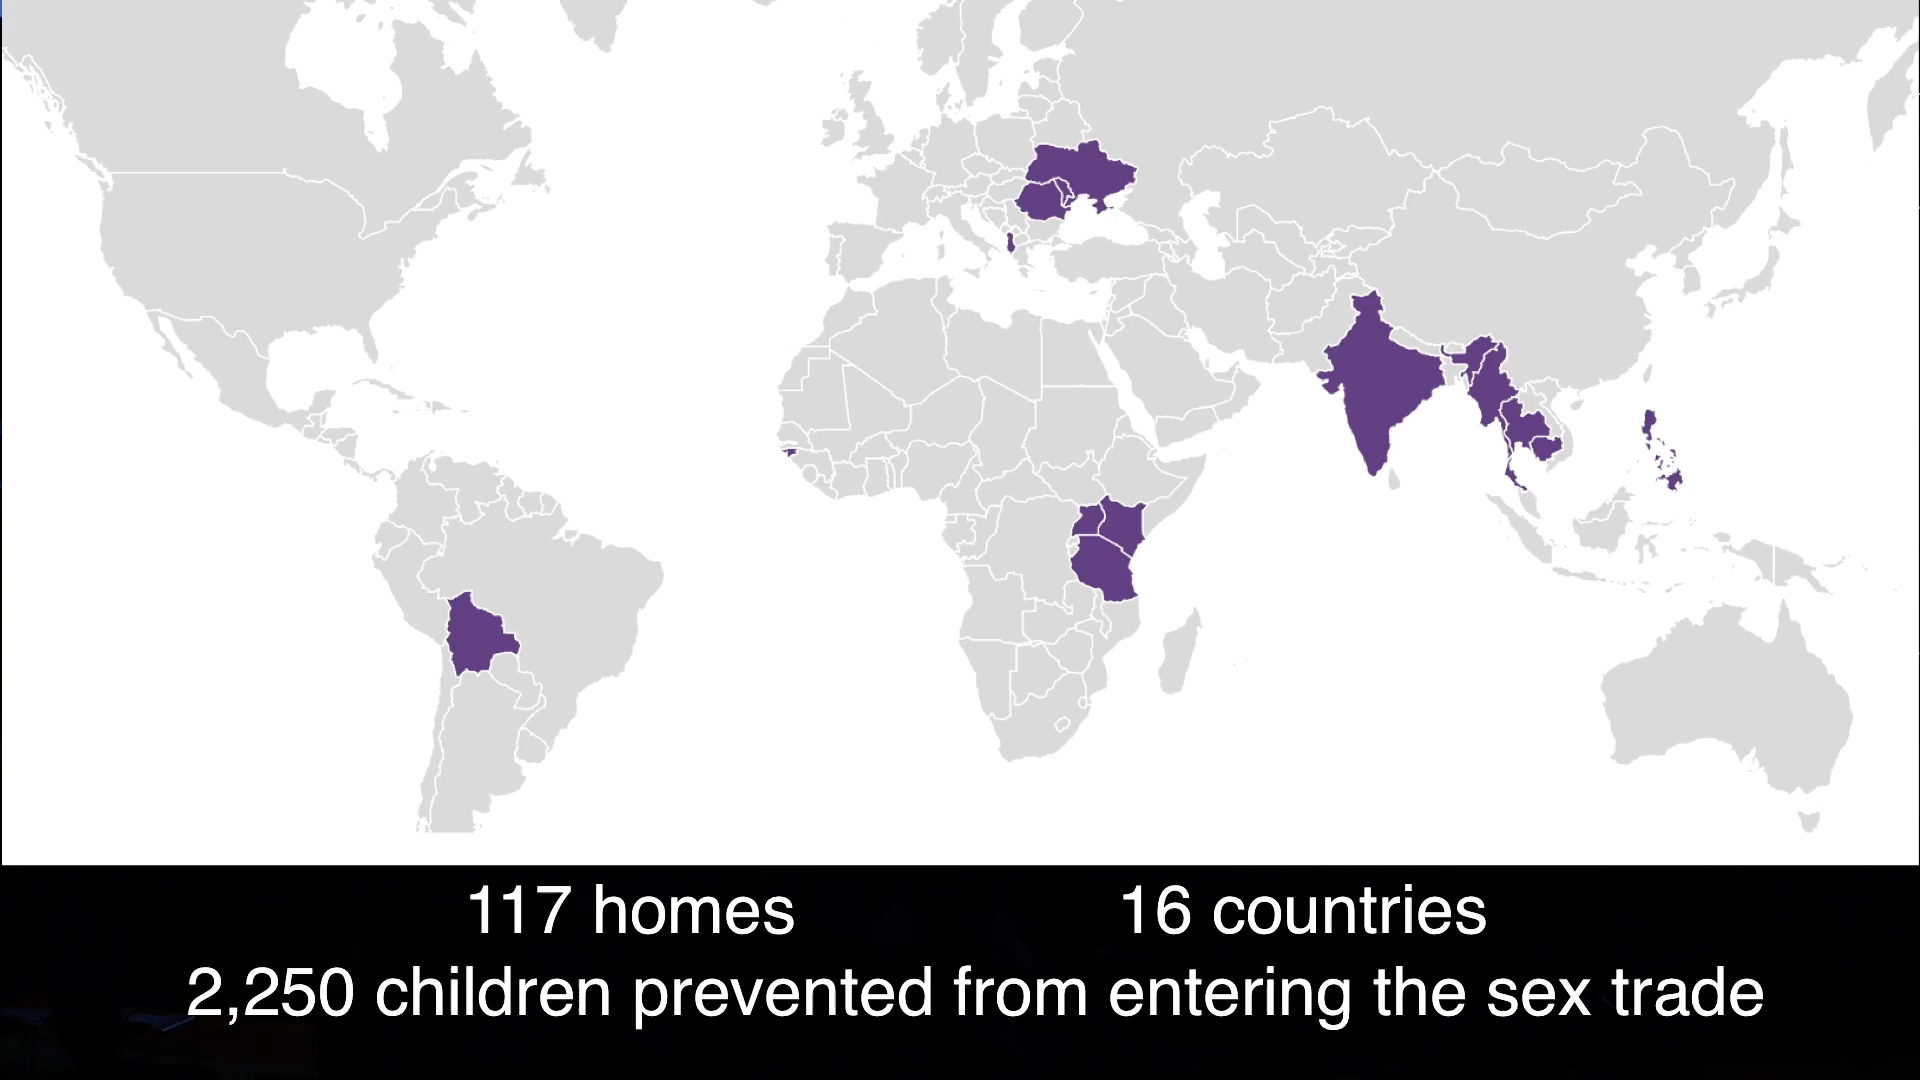 117 homes
16 countries
2,250 children prevented from entering the sex trade